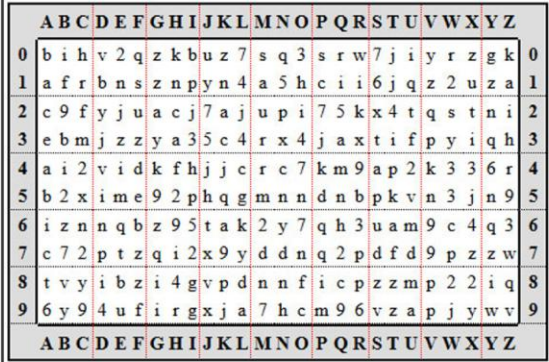 A B C D E F G H I J K L M N O P Q R S T U V W X Y Z
0 b i h v 2 q z k b u z 7 s q 3 s r w 7 j i y r z g k 0
1 a f r b n s z n p y n 4 a 5 h c i i 6 j q z 2 u z a 1
2 c 9 f y j u a c j 7 a j u p i 7 5 k x 4 t q s t n i 2
3 e b m j z z y a 3 5 c 4 r x 4 j a x t i f p y i q h 3
4 a i 2 v i d k f h j j c r c 7 k m 9 a p 2 k 3 3 6 r 4
5 b 2 x i m e 9 2 p h q g m n n d n b p k v n 3 j n 9 5
6 i z n n q b z 9 5 t a k 2 y 7 q h 3 u a m 9 c 4 q 3 6
7 c 7 2 p t z q i 2 x 9 y d d n q 2 p d f d 9 p z z w 7
8 t v y i b z i 4 g v p d n n f i c p z z m p 2 2 i q 8
9 6 y 9 4 u f i r g x j a 7 h c m 9 6 v z a p j y w v 9
A B C D E F G H I J K L M N O P Q R S T U V W X Y Z